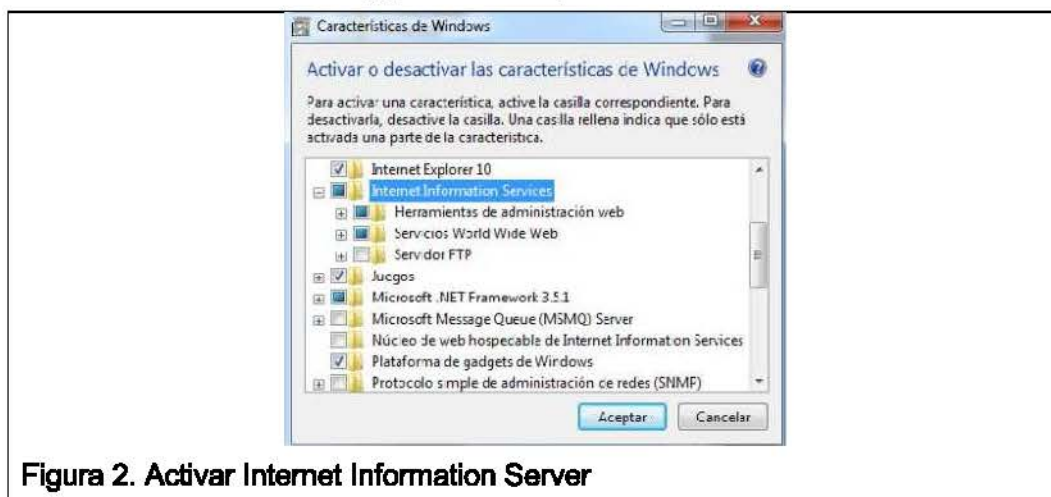 Características de Windows
Activar o desactivar las características de Windows
Para activar una característica, active la casilla correspondiente. Para
desactivarla, desactive la casilla. Una casilla rellena indica que sólo está
activada una parte de la característica.
Internet Explorer 10
Internet Information Services
Herramientas de administración web
Servicios World Wide Web
Servidor FTP
Juegos
Microsoft .NET Framework 3.5.1
Microsoft Message Queue (MSMQ) Server
Núcleo de web hospedable de Internet Information Services
Plataforma de gadgets de Windows
Protocolo simple de administración de redes (SNMP)
Aceptar
Cancelar
Figura 2. Activar Internet Information Server